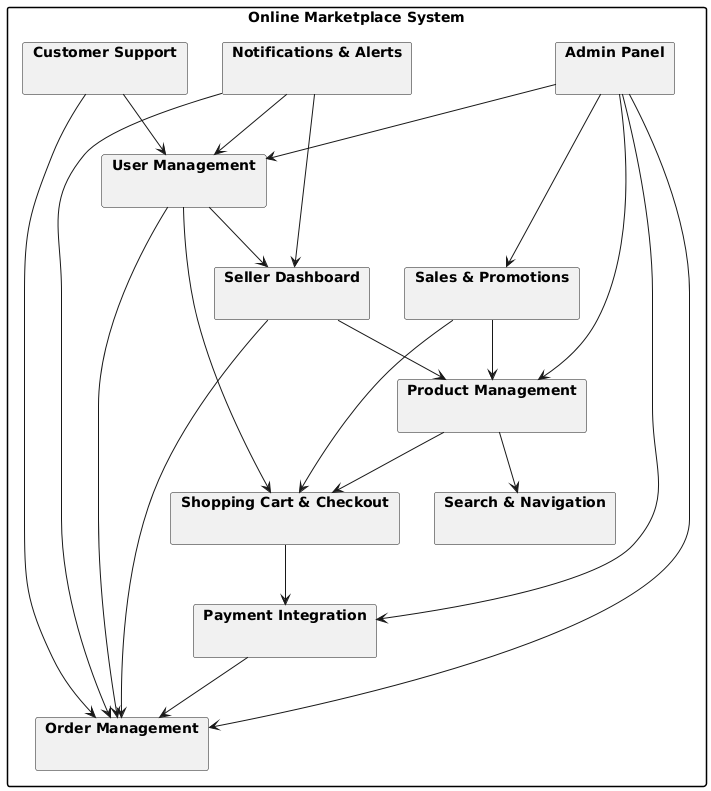 Online Marketplace System
Customer Support
Notifications & Alerts
Admin Panel
User Management
Seller Dashboard
Sales & Promotions
Product Management
Shopping Cart & Checkout
Search & Navigation
Payment Integration
Order Management